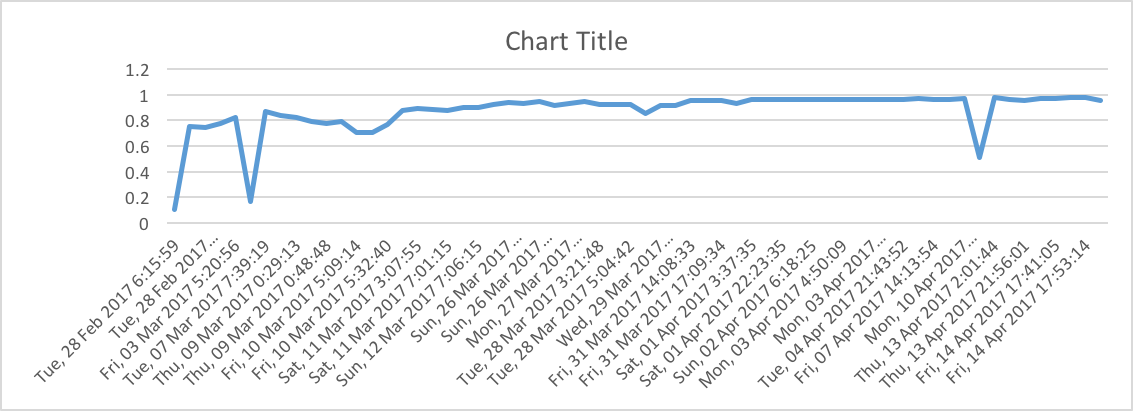 Chart Title
1.2
1
0.8
0.6
0.4
0.2
0
Tue, 28 Feb 2017 6:15:59
Tue, 28 Feb 2017…
Fri, 03 Mar 2017 5:20:56
Tue, 07 Mar 2017 7:39:19
Thu, 09 Mar 2017 0:29:13
Thu, 09 Mar 2017 0:48:48
Fri, 10 Mar 2017 5:09:14
Fri, 10 Mar 2017 5:32:40
Sat, 11 Mar 2017 3:07:55
Sat, 11 Mar 2017 7:01:15
Sun, 12 Mar 2017 7:06:15
Sun, 26 Mar 2017…
Sun, 26 Mar 2017…
Mon, 27 Mar 2017…
Tue, 28 Mar 2017 3:21:48
Tue, 28 Mar 2017 5:04:42
Wed, 29 Mar 2017…
Fri, 31 Mar 2017 14:08:33
Fri, 31 Mar 2017 17:09:34
Sat, 01 Apr 2017 3:37:35
Sat, 01 Apr 2017 22:23:35
Sun, 02 Apr 2017 6:18:25
Mon, 03 Apr 2017 4:50:09
Mon, 03 Apr 2017…
Tue, 04 Apr 2017 21:43:52
Fri, 07 Apr 2017 14:13:54
Mon, 10 Apr 2017…
Thu, 13 Apr 2017 2:01:44
Thu, 13 Apr 2017 21:56:01
Fri, 14 Apr 2017 17:41:05
Fri, 14 Apr 2017 17:53:14